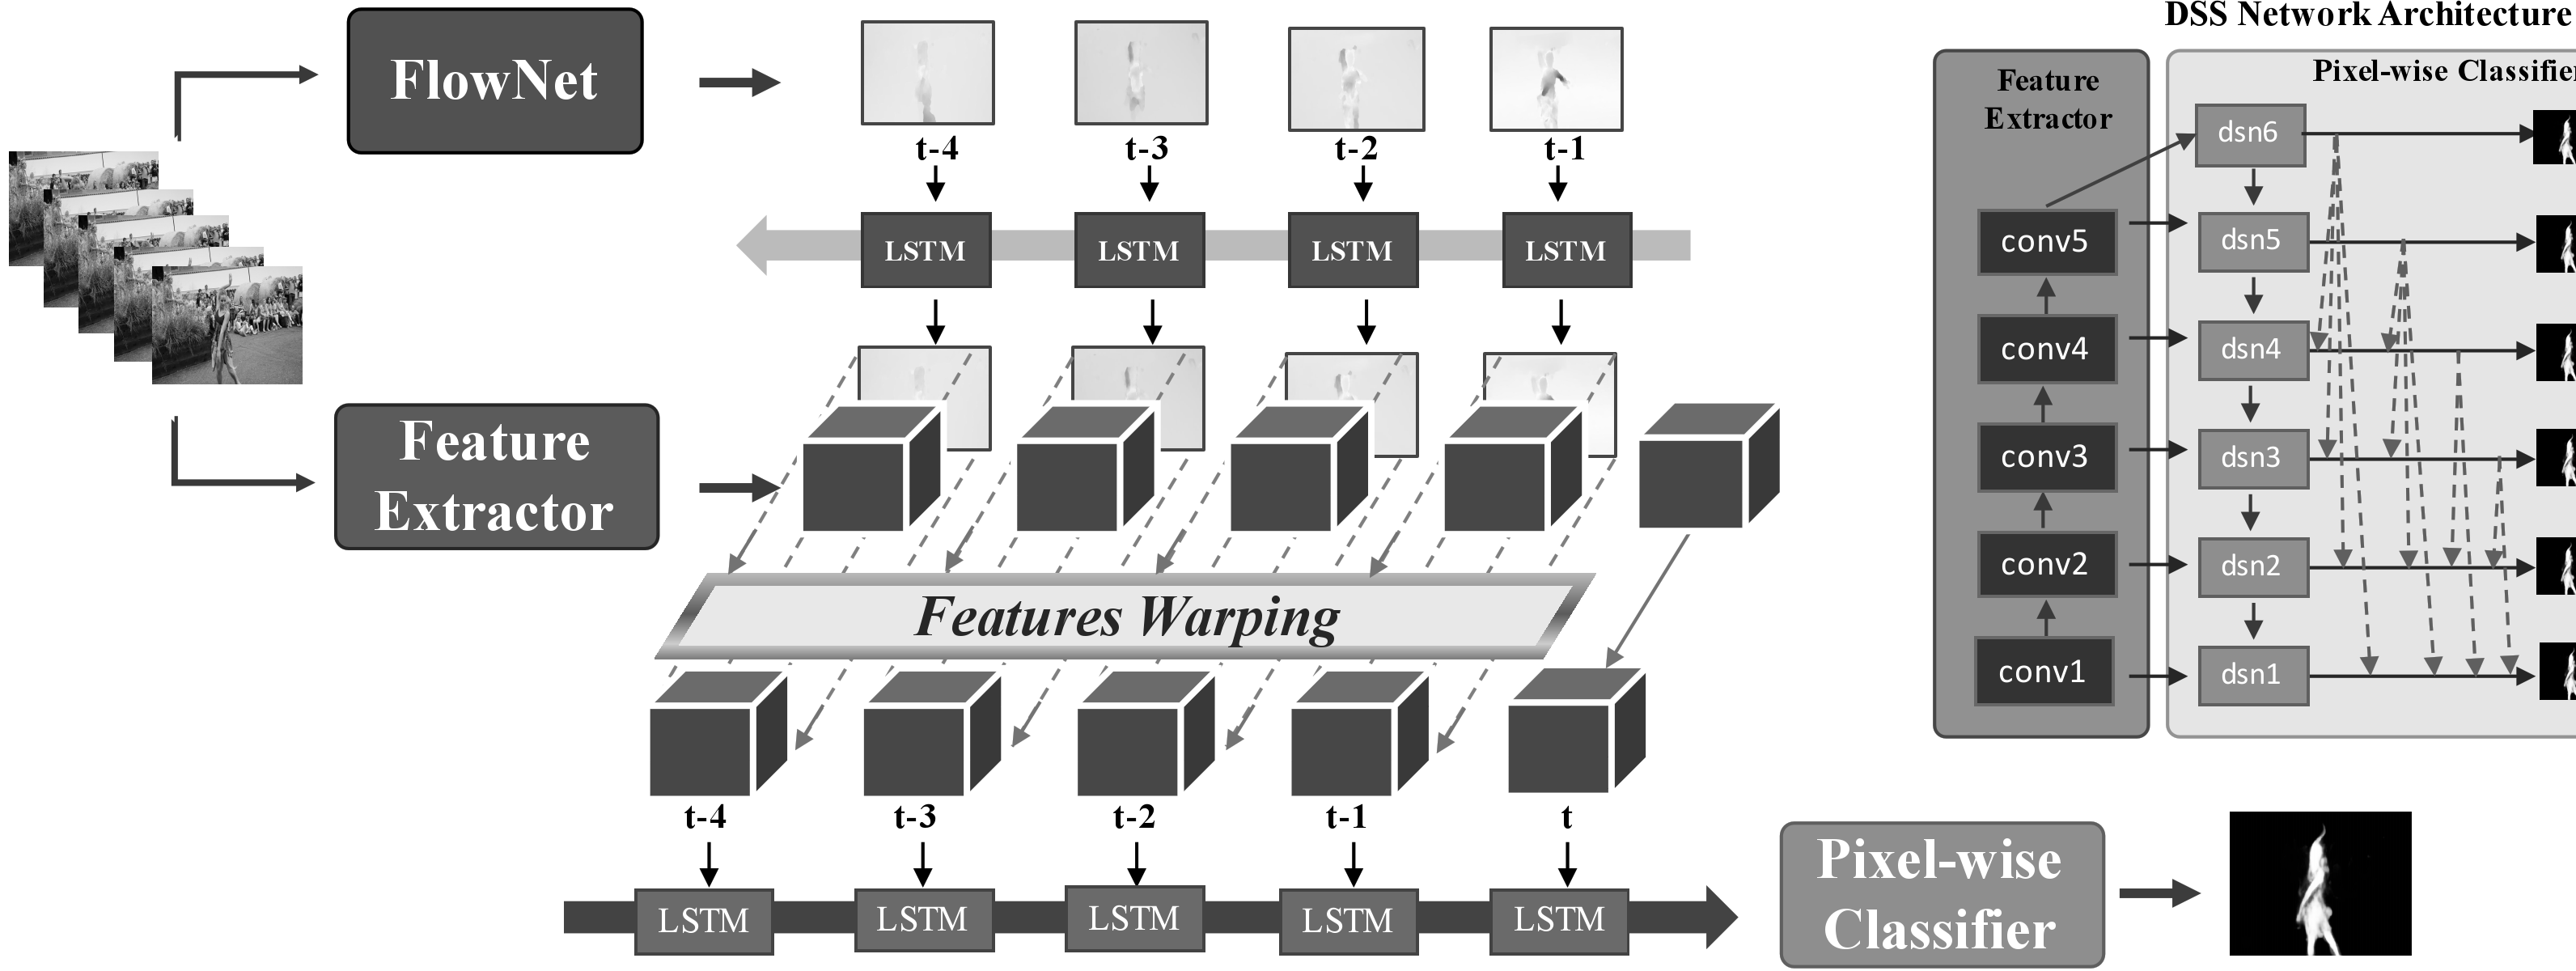 DSS Network Architecture
FlowNet
Feature
Extractor
Pixel-wise Classifier
t-4
t-3
t-2
t-1
LSTM
LSTM
LSTM
LSTM
dsn6
conv5
dsn5
conv4
dsn4
conv3
dsn3
conv2
dsn2
conv1
dsn1
Feature
Extractor
Features Warping
t-4
t-3
t-2
t-1
t
LSTM
LSTM
LSTM
LSTM
LSTM
Pixel-wise
Classifier